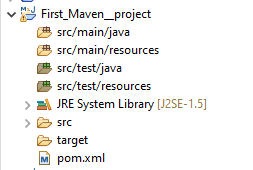 First_Maven__project
src/main/java
src/main/resources
src/test/java
src/test/resources
JRE System Library [J2SE-1.5]
src
target
pom.xml